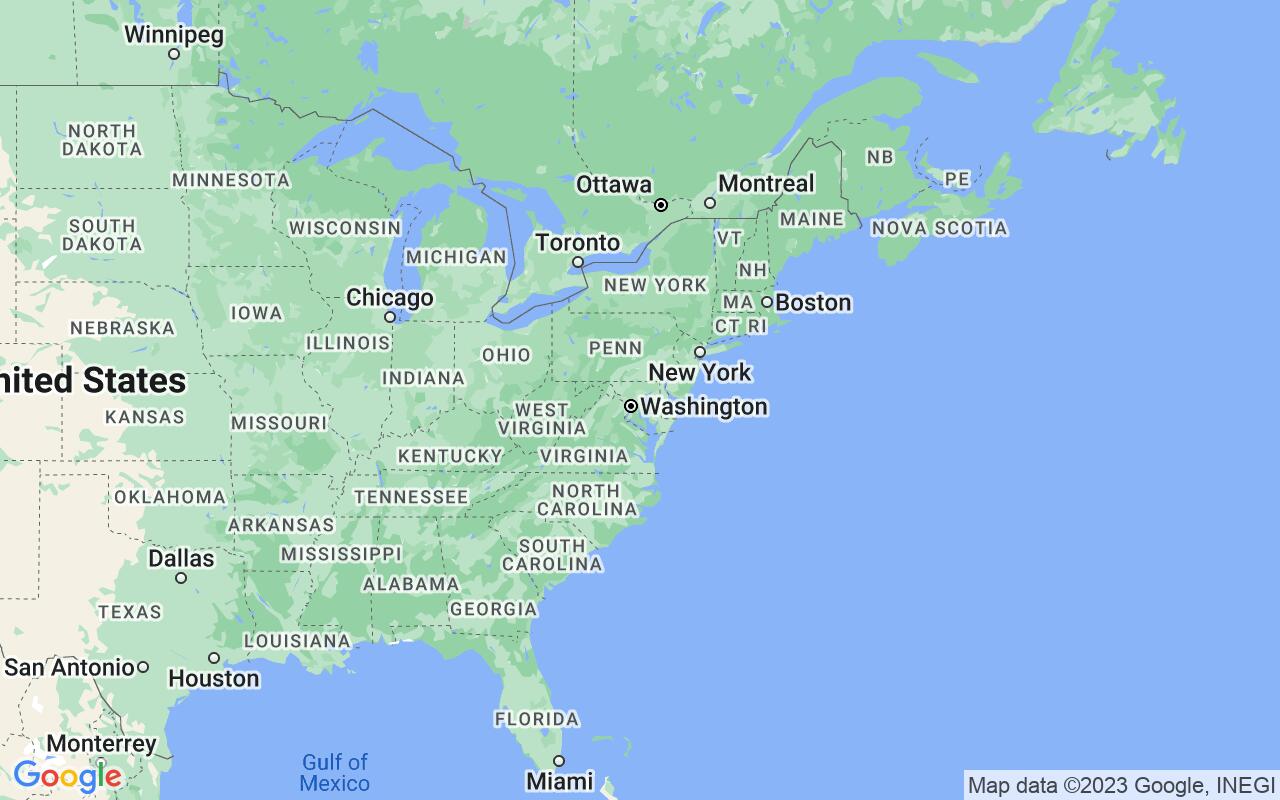 Winnipeg
NORTH
DAKOTA
MINNESOTA
Ottawa
Montreal
NB
PE
SOUTH
DAKOTA
WISCONSIN
MICHIGAN
Toronto
VT
MAINE
NOVA SCOTIA
NH
NEW YORK
Chicago
MA
Boston
IOWA
NEBRASKA
ILLINOIS
CT RI
OHIO
PENN
INDIANA
New York
nited States
KANSAS
MISSOURI
WEST
VIRGINIA
Washington
KENTUCKY
VIRGINIA
OKLAHOMA
TENNESSEE
NORTH
CAROLINA
ARKANSAS
MISSISSIPPI
SOUTH
CAROLINA
Dallas
ALABAMA
TEXAS
GEORGIA
LOUISIANA
San Antonio
Houston
FLORIDA
Monterrey
Gulf of
Mexico
Miami
Google
Map data ©2023 Google, INEGI